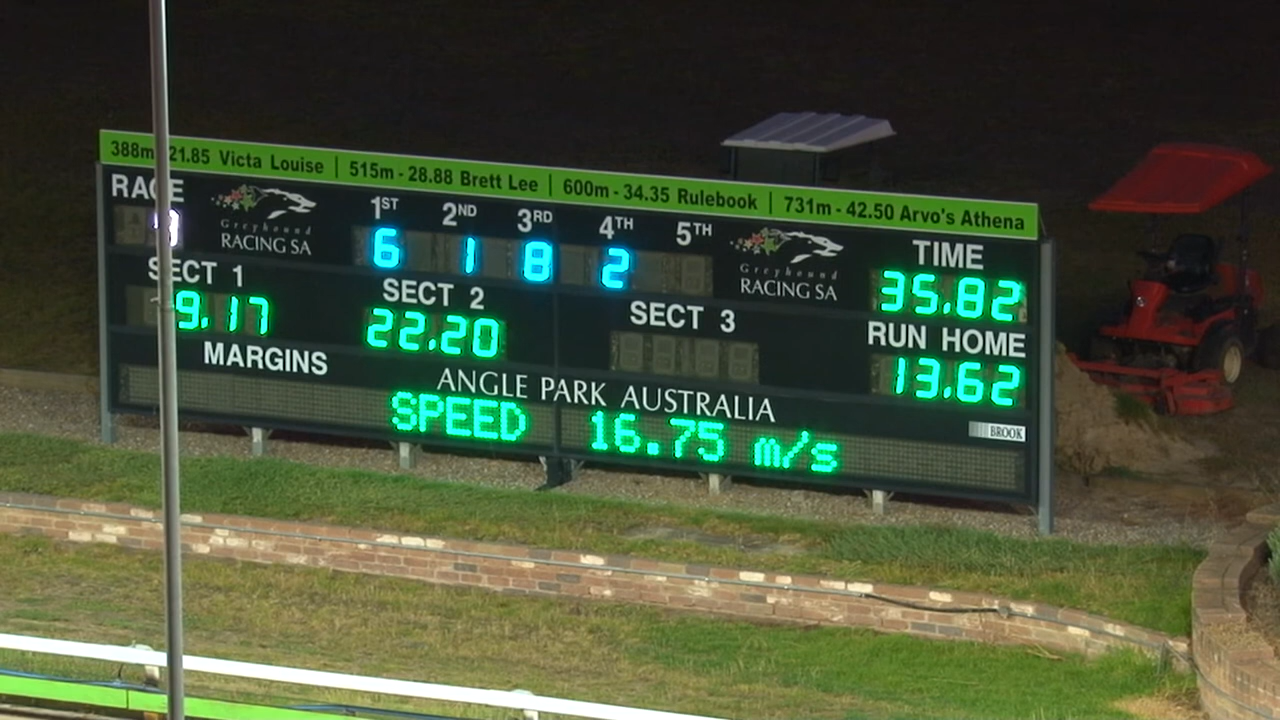 388m 21.85 Victa Louise | 515m - 28.88 Brett Lee | 600m - 34.35 Rulebook | 731m - 42.50 Arvo's Athena
RACE
Greyhound
RACING SA
1ST 2ND 3RD 4TH 5TH
6 1 8 2
Greyhound
RACING SA
TIME
35.82
SECT 1
9.17
SECT 2
22.20
SECT 3
RUN HOME
13.62
MARGINS
ANGLE PARK AUSTRALIA
SPEED 16.75 m/s
BROOK